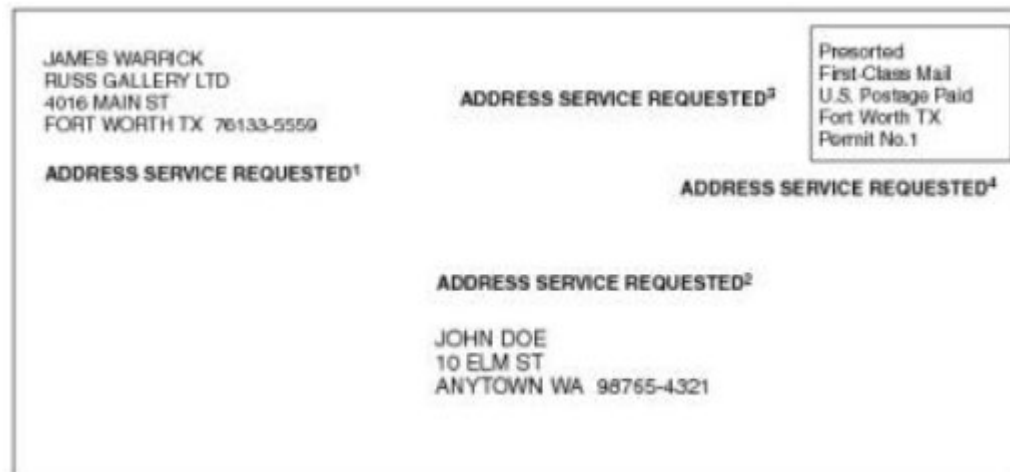 JAMES WARRICK
RUSS GALLERY LTD
4016 MAIN ST
FORT WORTH TX 76133-5559
ADDRESS SERVICE REQUESTED¹
ADDRESS SERVICE REQUESTED³
Presorted
First-Class Mail
U.S. Postage Paid
Fort Worth TX
Permit No.1
ADDRESS SERVICE REQUESTED⁴
ADDRESS SERVICE REQUESTED²
JOHN DOE
10 ELM ST
ANYTOWN WA 98765-4321